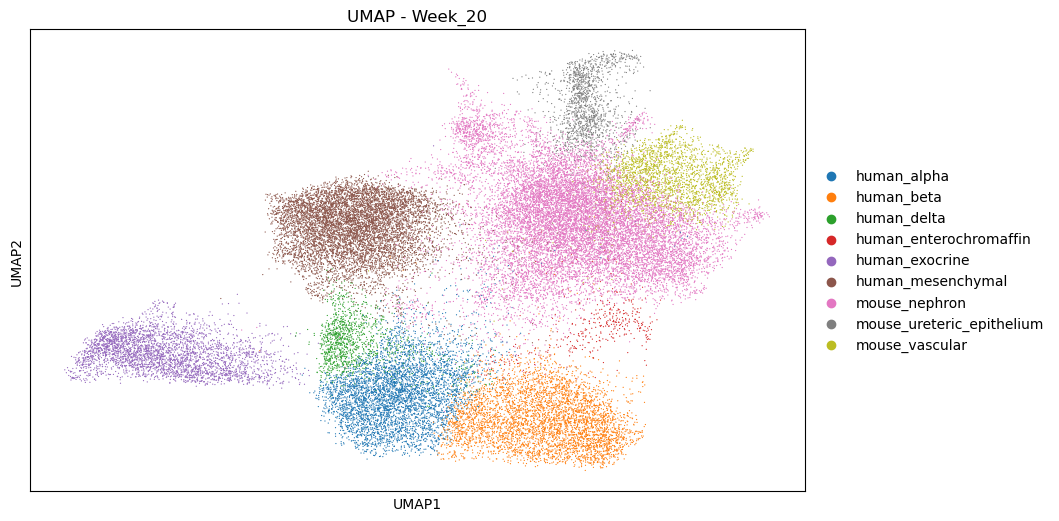 UMAP - Week_20
UMAP2
UMAP1
human_alpha
human_beta
human_delta
human_enterochromaffin
human_exocrine
human_mesenchymal
mouse_nephron
mouse_ureteric_epithelium
mouse_vascular